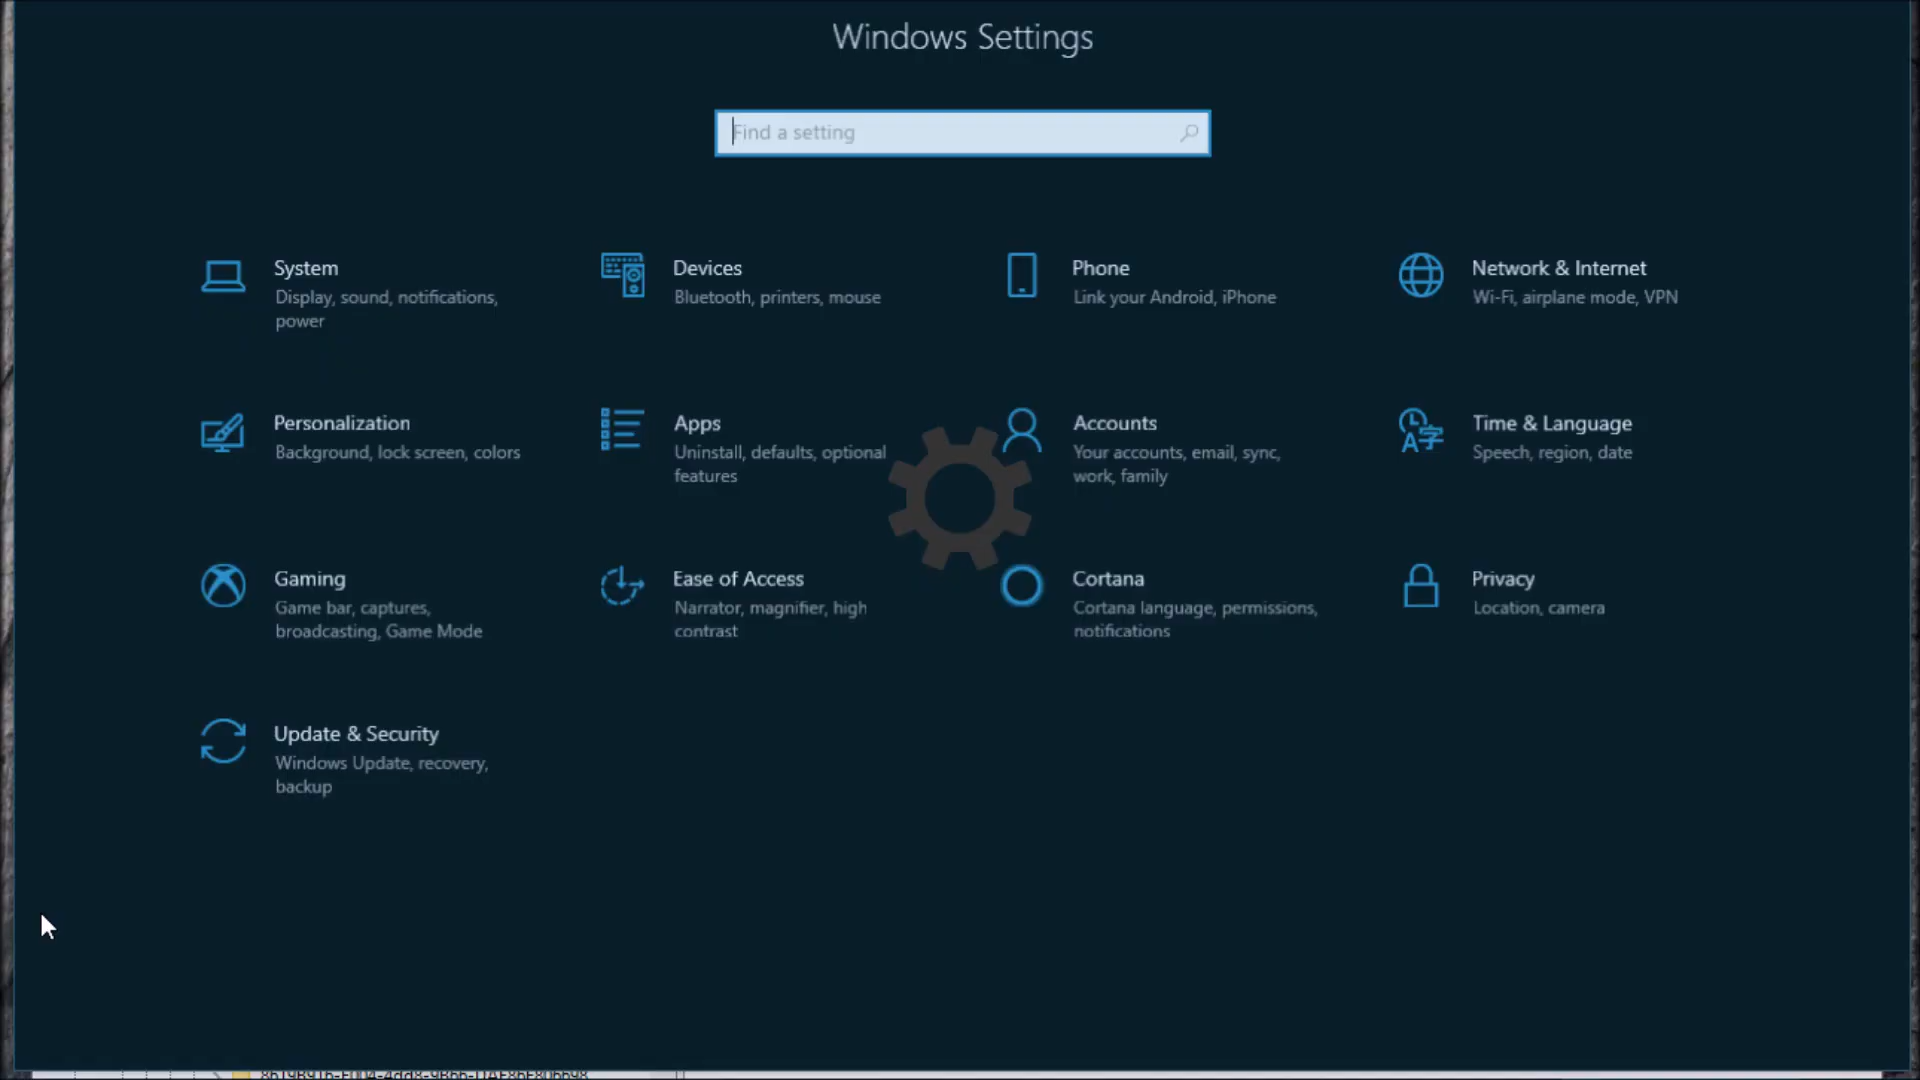 Windows Settings
Find a setting
System
Display, sound, notifications,
power
Devices
Bluetooth, printers, mouse
Phone
Link your Android, iPhone
Network & Internet
Wi-Fi, airplane mode, VPN
Personalization
Background, lock screen, colors
Apps
Uninstall, defaults, optional
features
Accounts
Your accounts, email, sync,
work, family
Time & Language
Speech, region, date
Gaming
Game bar, captures,
broadcasting, Game Mode
Ease of Access
Narrator, magnifier, high
contrast
Cortana
Cortana language, permissions,
notifications
Privacy
Location, camera
Update & Security
Windows Update, recovery,
backup